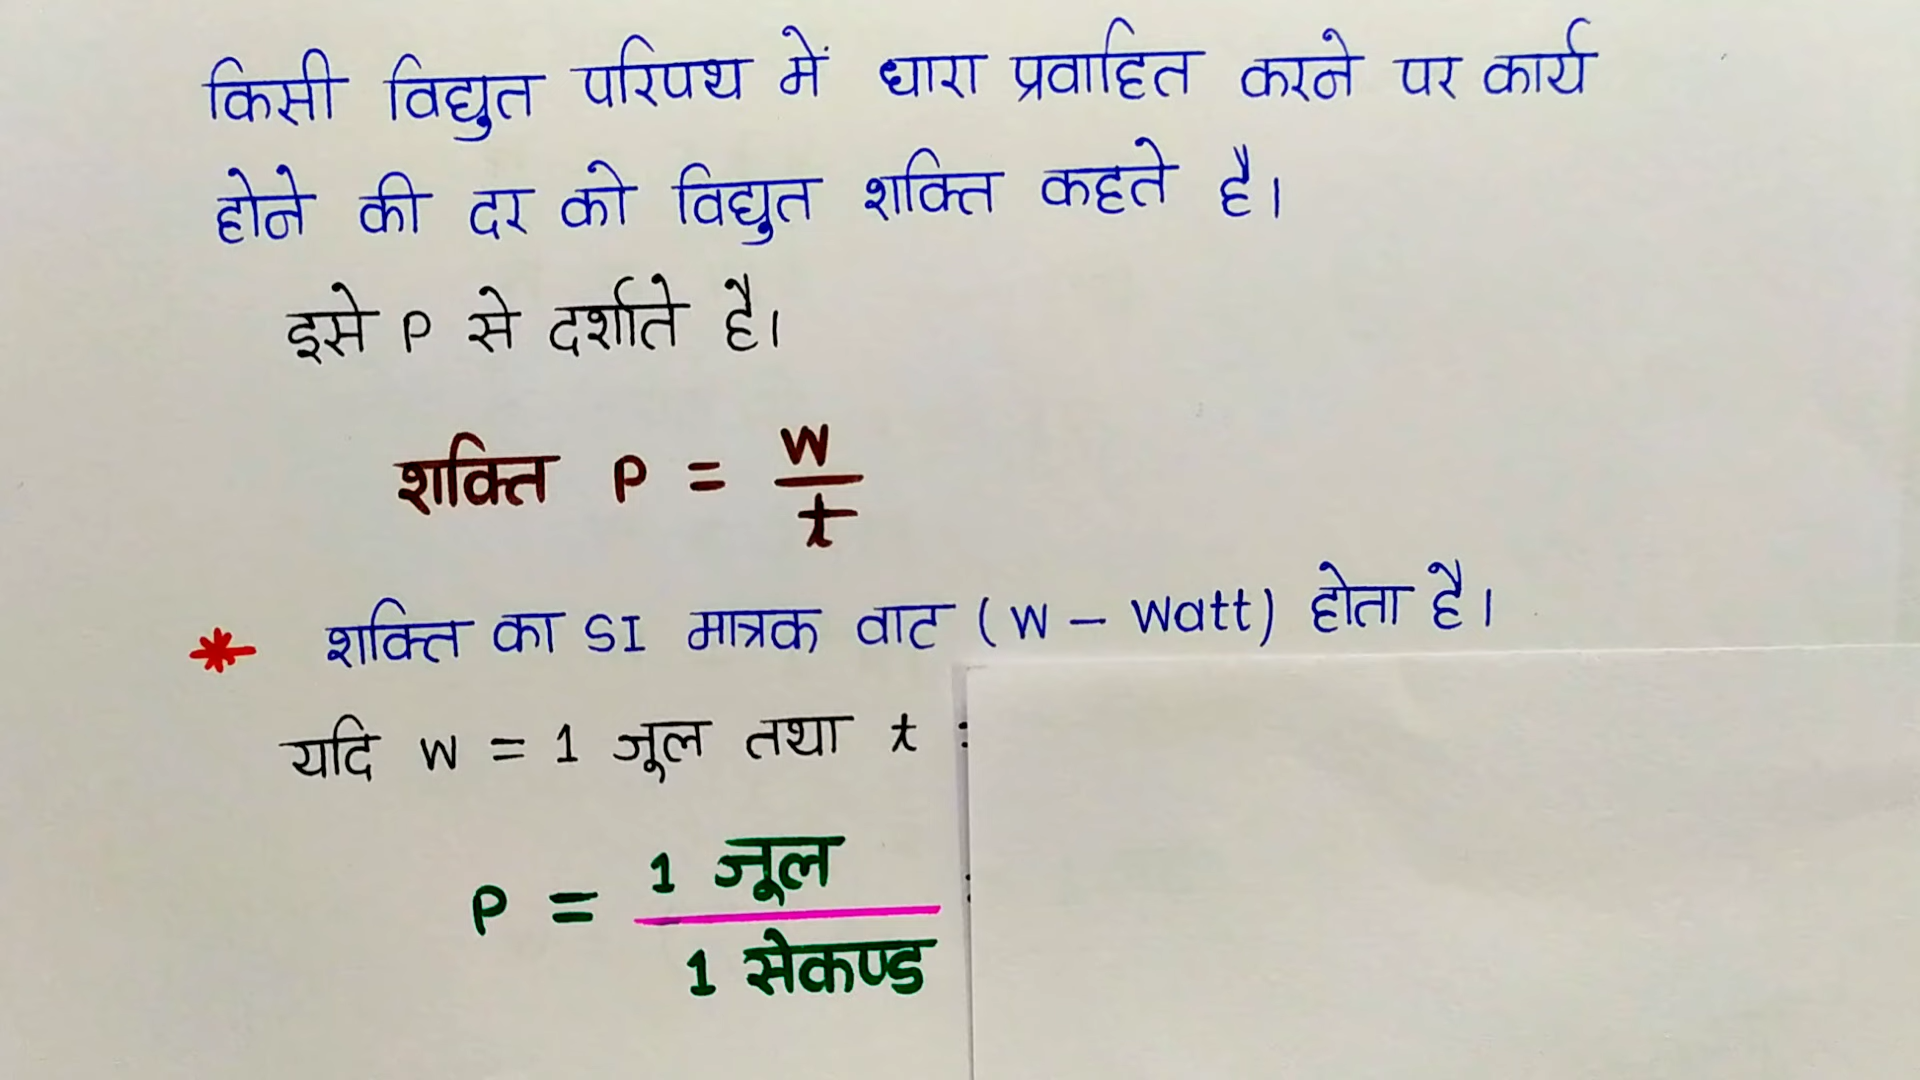 किसी विद्युत परिपथ में धारा प्रवाहित करने पर कार्य
होने की दर को विद्युत शक्ति कहते है।
इसे P से दर्शाते है।
शक्ति P = W/t
* शक्ति का SI मात्रक वाट (W – Watt) होता है।
यदि W = 1 जूल तथा t
P = 1 जूल / 1 सेकण्ड